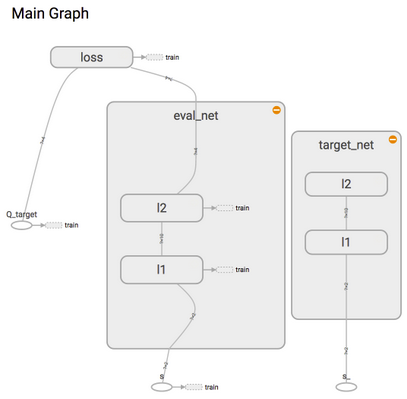 Main Graph
loss
train
eval_net
target_net
l2
train
l2
Q_target
train
l1
l1
train
s
train
s_